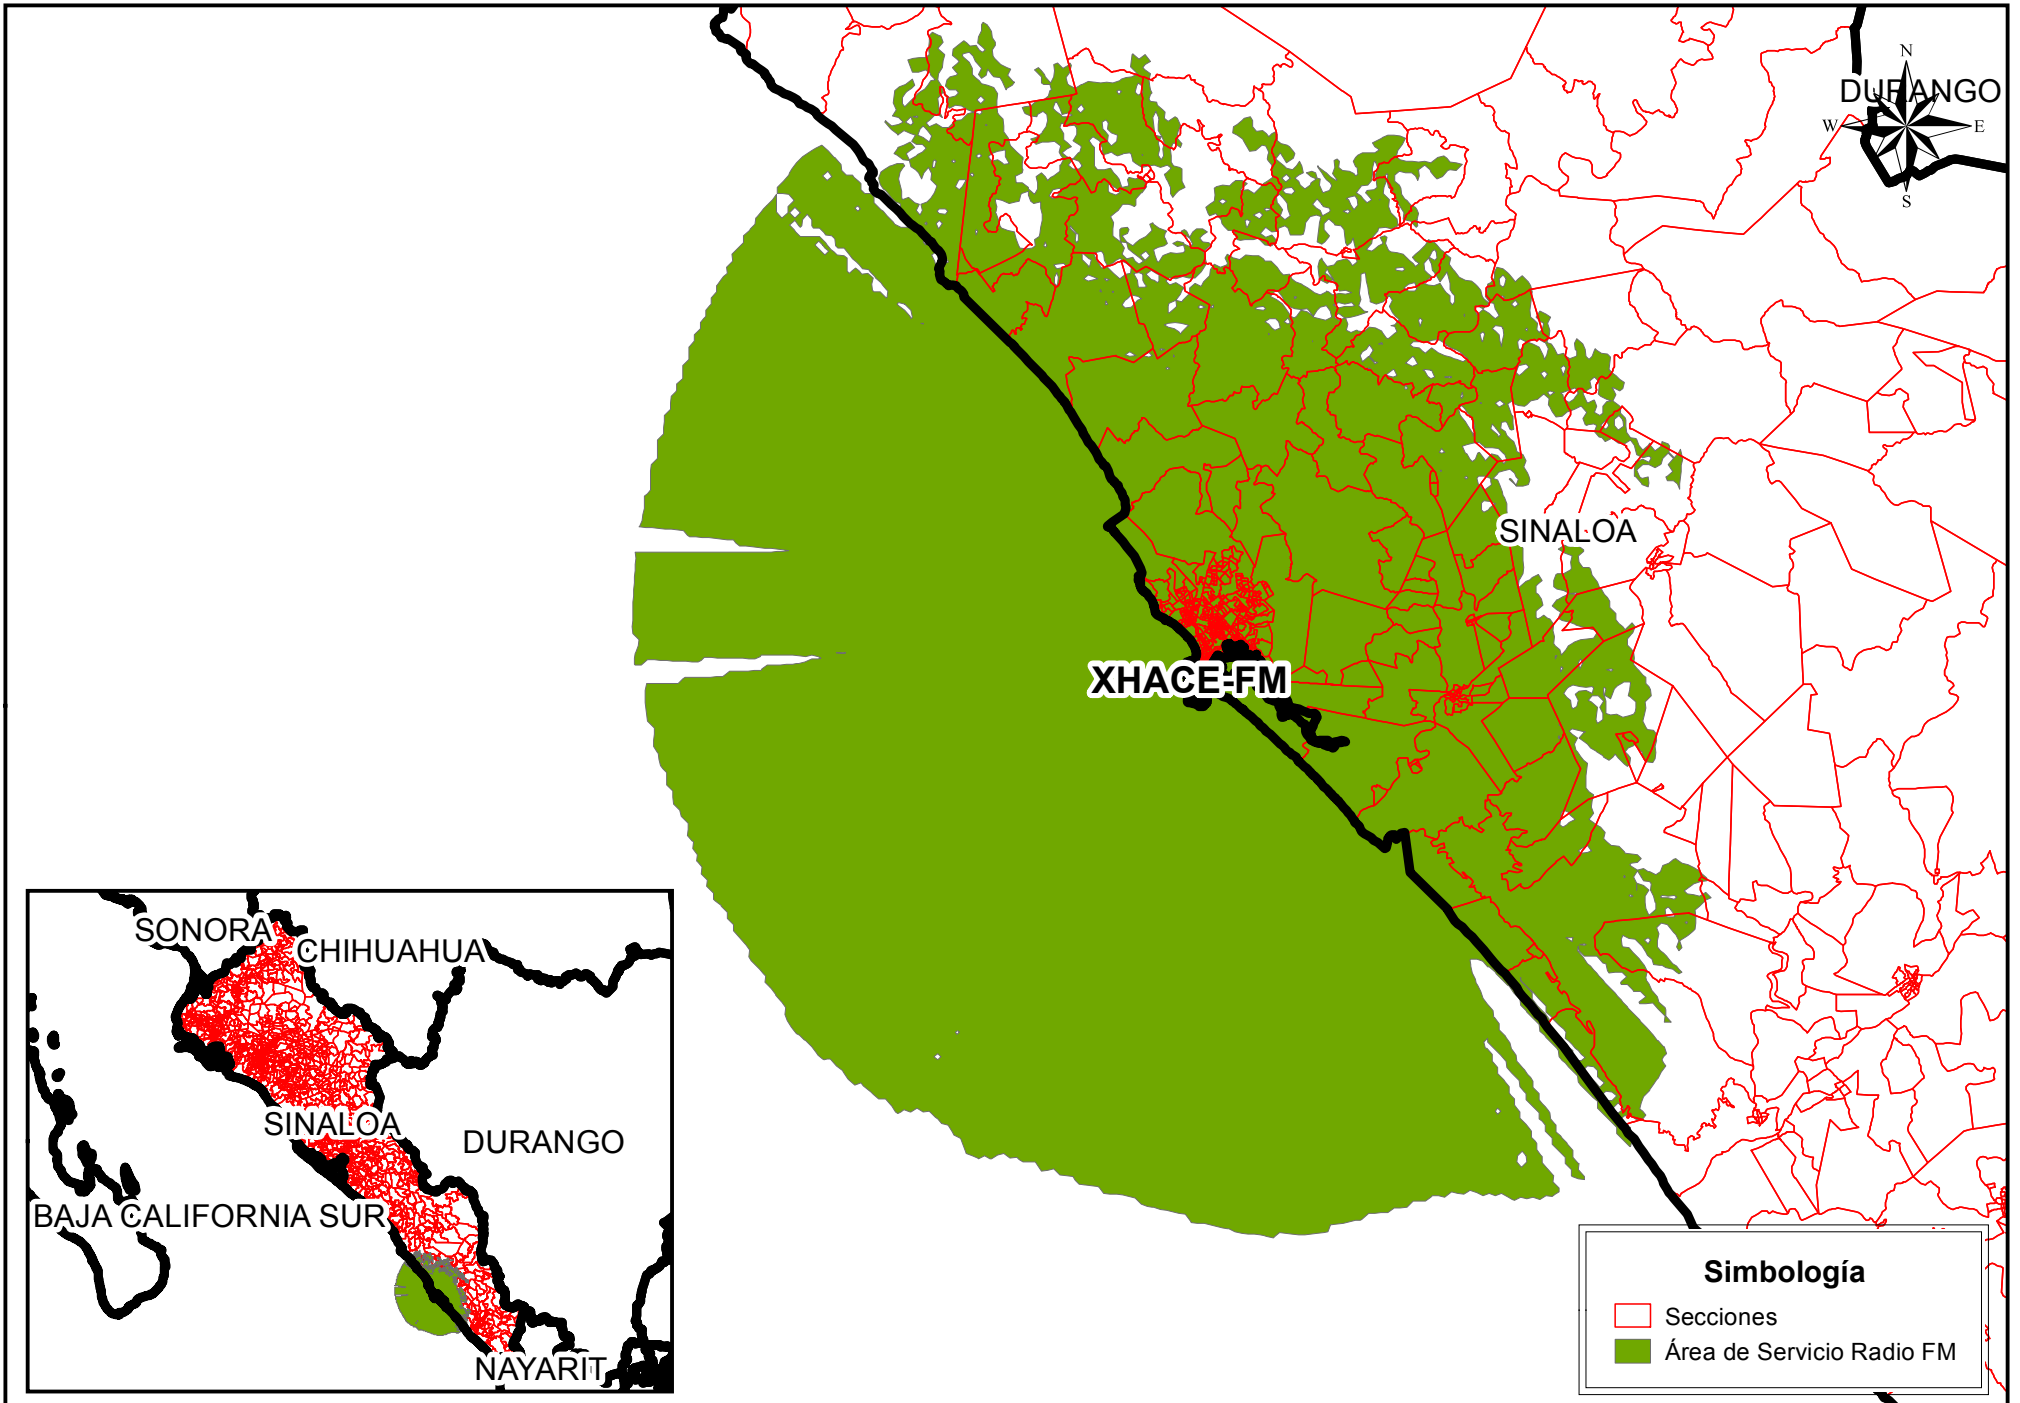 N
DURANGO
W
E
S
SINALOA
XHACE-FM
SONORA
CHIHUAHUA
SINALOA
DURANGO
BAJA CALIFORNIA SUR
NAYARIT
Simbología
Secciones
Área de Servicio Radio FM